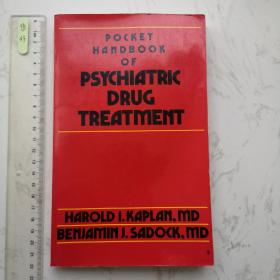 POCKET
HANDBOOK
OF
PSYCHIATRIC
DRUG
TREATMENT
HAROLD I. KAPLAN, MD
BENJAMIN J. SADOCK, MD